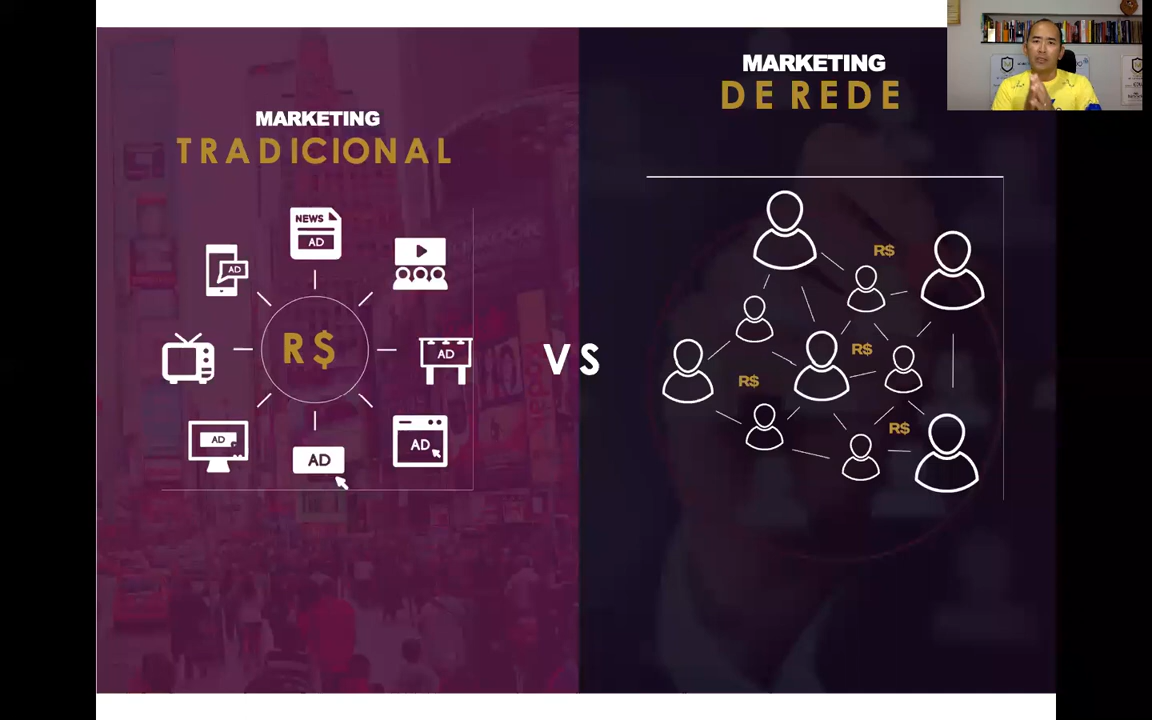 MARKETING
TRADICIONAL
NEWS
AD
AD
R$
AD
AD
AD
AD
VS
MARKETING
DE REDE
R$
R$
R$
R$